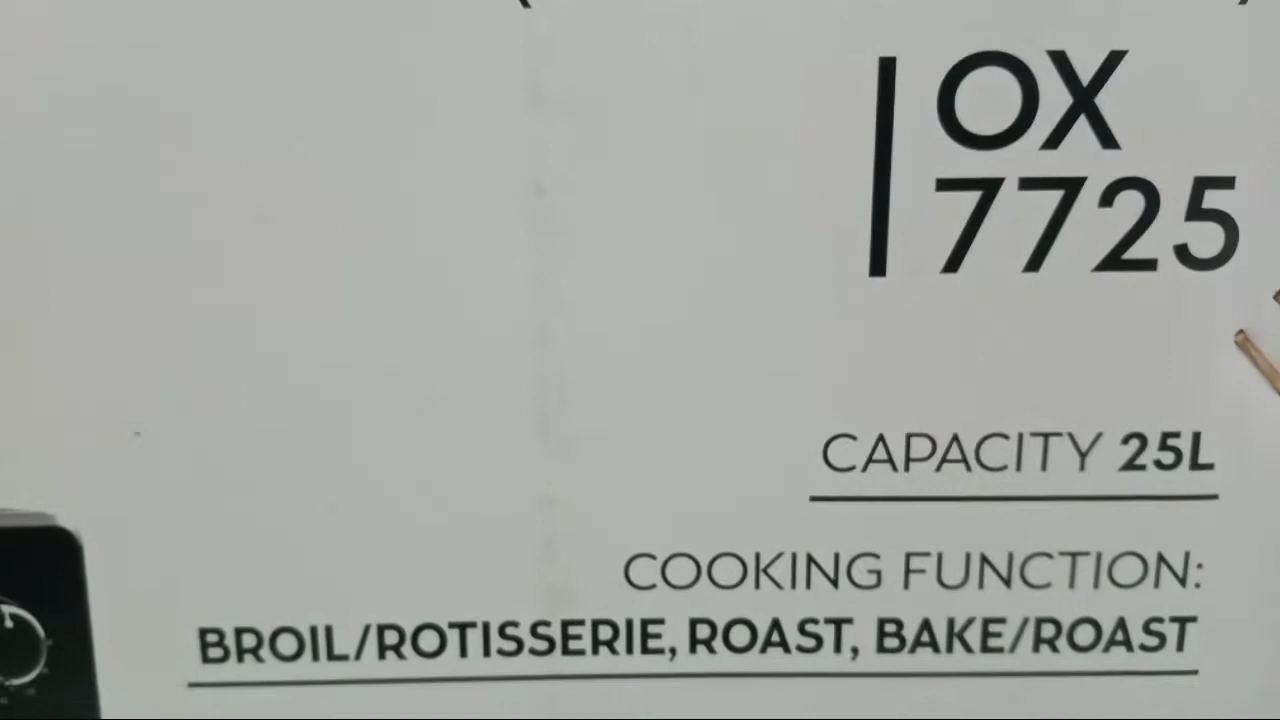 OX
7725
CAPACITY 25L
COOKING FUNCTION:
BROIL/ROTISSERIE, ROAST, BAKE/ROAST